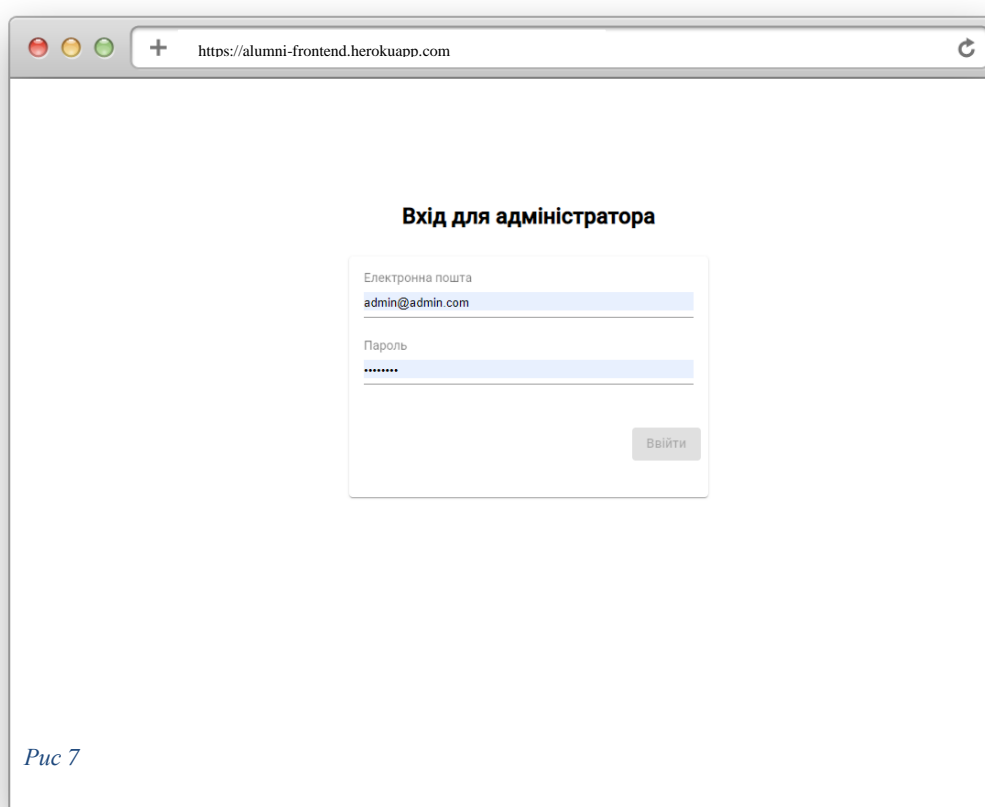 https://alumni-frontend.herokuapp.com
Вхід для адміністратора
Електронна пошта
admin@admin.com
Пароль
••••••••
Ввійти
Рис 7